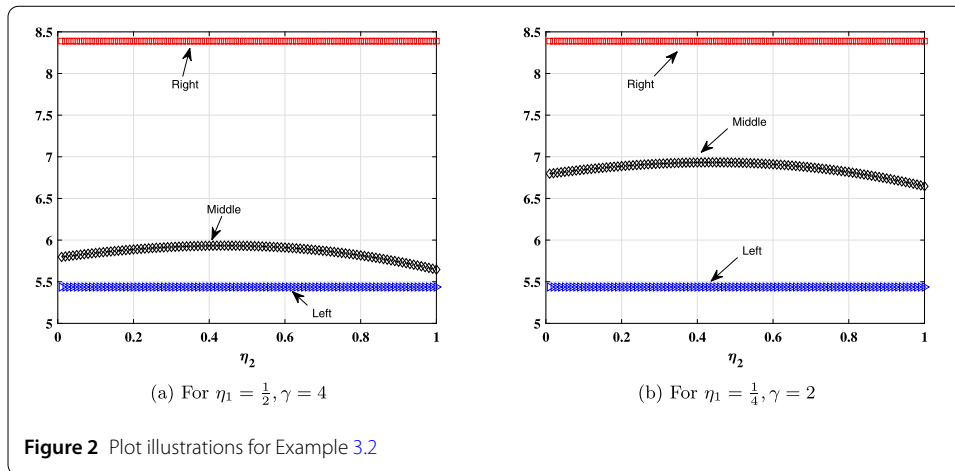 8.5
8
7.5
7
6.5
6
5.5
5
0 0.2 0.4 0.6 0.8 1
η₂
Right
Middle
Left
(a) For η₁ = 1/2, γ = 4
8.5
8
7.5
7
6.5
6
5.5
5
0 0.2 0.4 0.6 0.8 1
η₂
Right
Middle
Left
(b) For η₁ = 1/4, γ = 2
Figure 2 Plot illustrations for Example 3.2